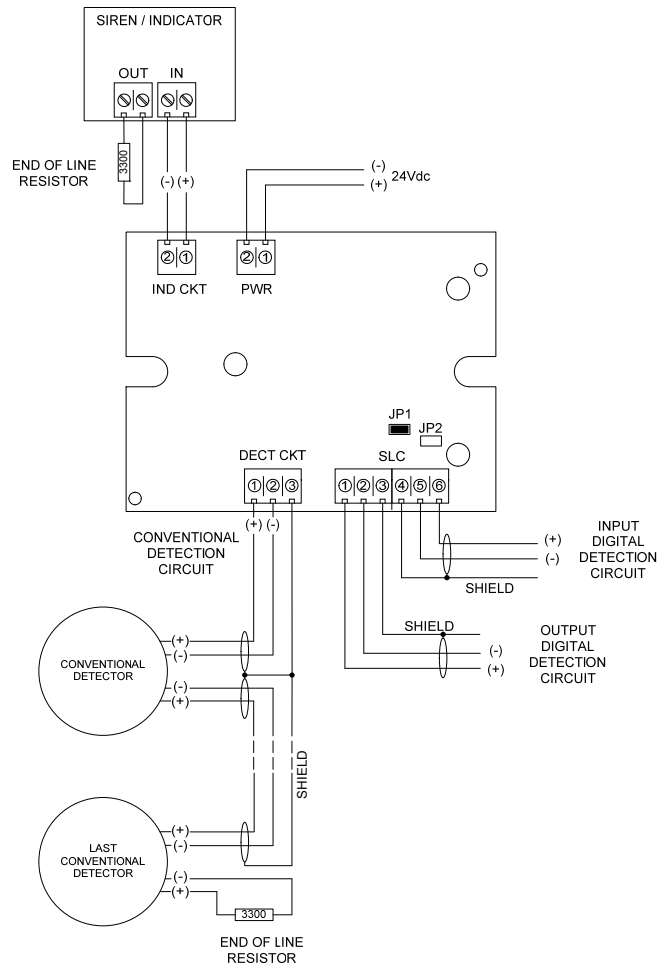 SIREN / INDICATOR
OUT IN
3300
END OF LINE
RESISTOR
(-) (+)
(-)
(+)
24Vdc
2 1
2 1
IND CKT
PWR
JP1
JP2
DECT CKT
SLC
1 2 3
1 2 3 4 5 6
(+) (-)
CONVENTIONAL
DETECTION
CIRCUIT
(+)
(-)
SHIELD
INPUT
DIGITAL
DETECTION
CIRCUIT
SHIELD
(-)
(+)
OUTPUT
DIGITAL
DETECTION
CIRCUIT
CONVENTIONAL
DETECTOR
(+)
(-)
(-)
(+)
SHIELD
LAST
CONVENTIONAL
DETECTOR
(+)
(-)
(-)
(+)
3300
END OF LINE
RESISTOR